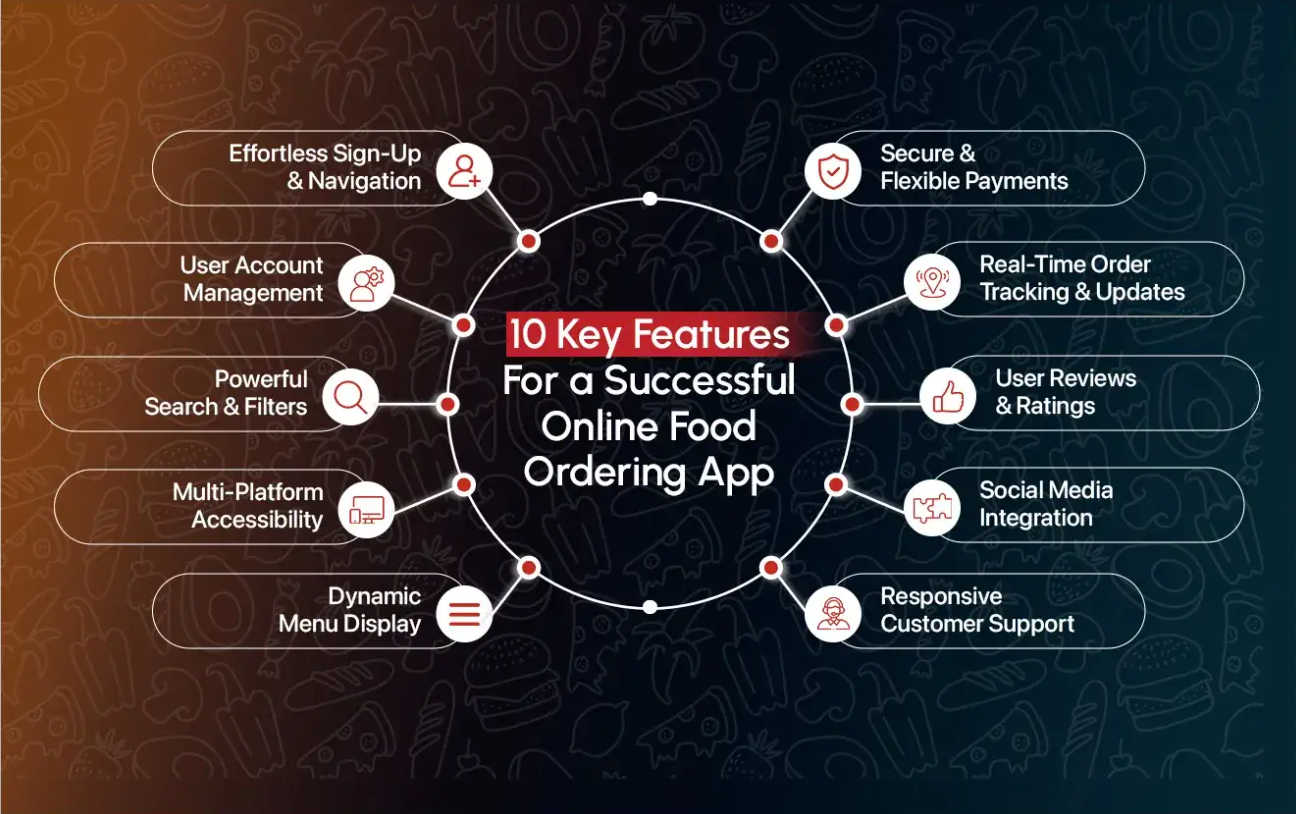 10 Key Features
For a Successful
Online Food
Ordering App
Effortless Sign-Up
& Navigation
User Account
Management
Powerful
Search & Filters
Multi-Platform
Accessibility
Dynamic
Menu Display
Secure &
Flexible Payments
Real-Time Order
Tracking & Updates
User Reviews
& Ratings
Social Media
Integration
Responsive
Customer Support